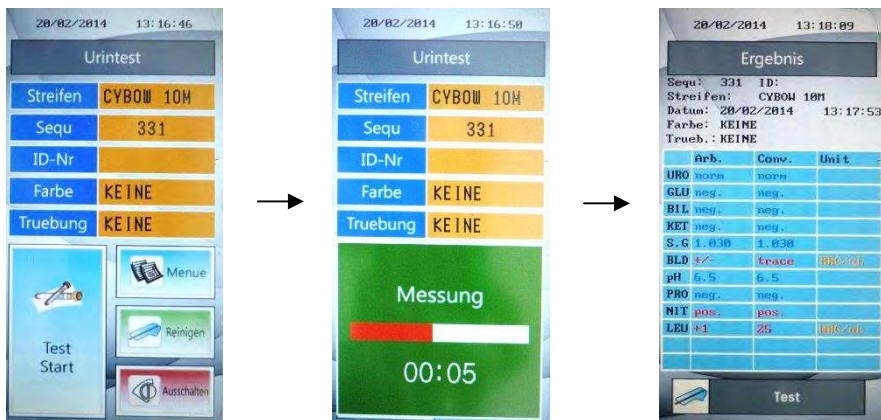 20/02/2014 13:16:46
Urintest
Streifen CYBOW 10M
Sequ 331
ID-Nr
Farbe KEINE
Truebung KEINE
Test
Start
Menue
Reinigen
Ausschalten
20/02/2014 13:16:50
Urintest
Streifen CYBOW 10M
Sequ 331
ID-Nr
Farbe KEINE
Truebung KEINE
Messung
00:05
20/02/2014 13:18:09
Ergebnis
Sequ: 331 ID:
Streifen: CYBOW 10M
Datum: 20/02/2014 13:17:53
Farbe: KEINE
Trueb.: KEINE
Arb. Conv. Unit
URO norm norm
GLU neg. neg.
BIL neg. neg.
KET neg. neg.
S.G 1.030 1.030
BLD +/- trace
pH 6.5 6.5
PRO neg. neg.
NIT pos. pos.
LEU +1 25
Test